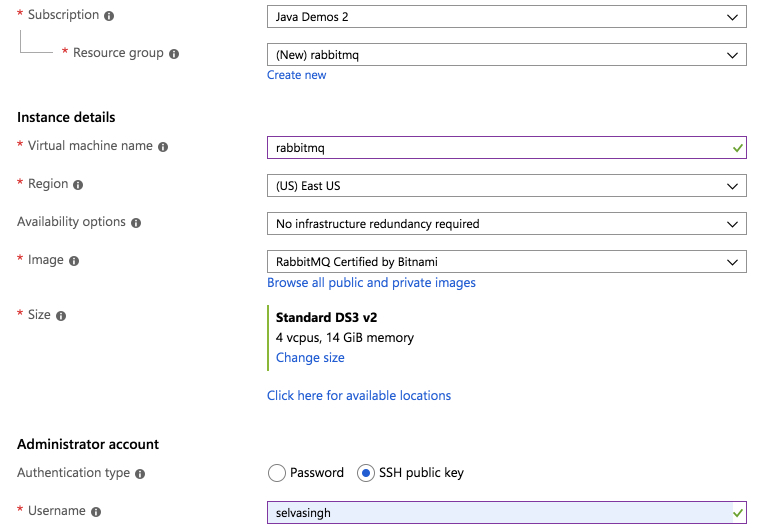 * Subscription
Java Demos 2
* Resource group
(New) rabbitmq
Create new
Instance details
* Virtual machine name
rabbitmq
* Region
(US) East US
Availability options
No infrastructure redundancy required
* Image
RabbitMQ Certified by Bitnami
Browse all public and private images
* Size
Standard DS3 v2
4 vcpus, 14 GiB memory
Change size
Click here for available locations
Administrator account
Authentication type
Password SSH public key
* Username
selvasingh